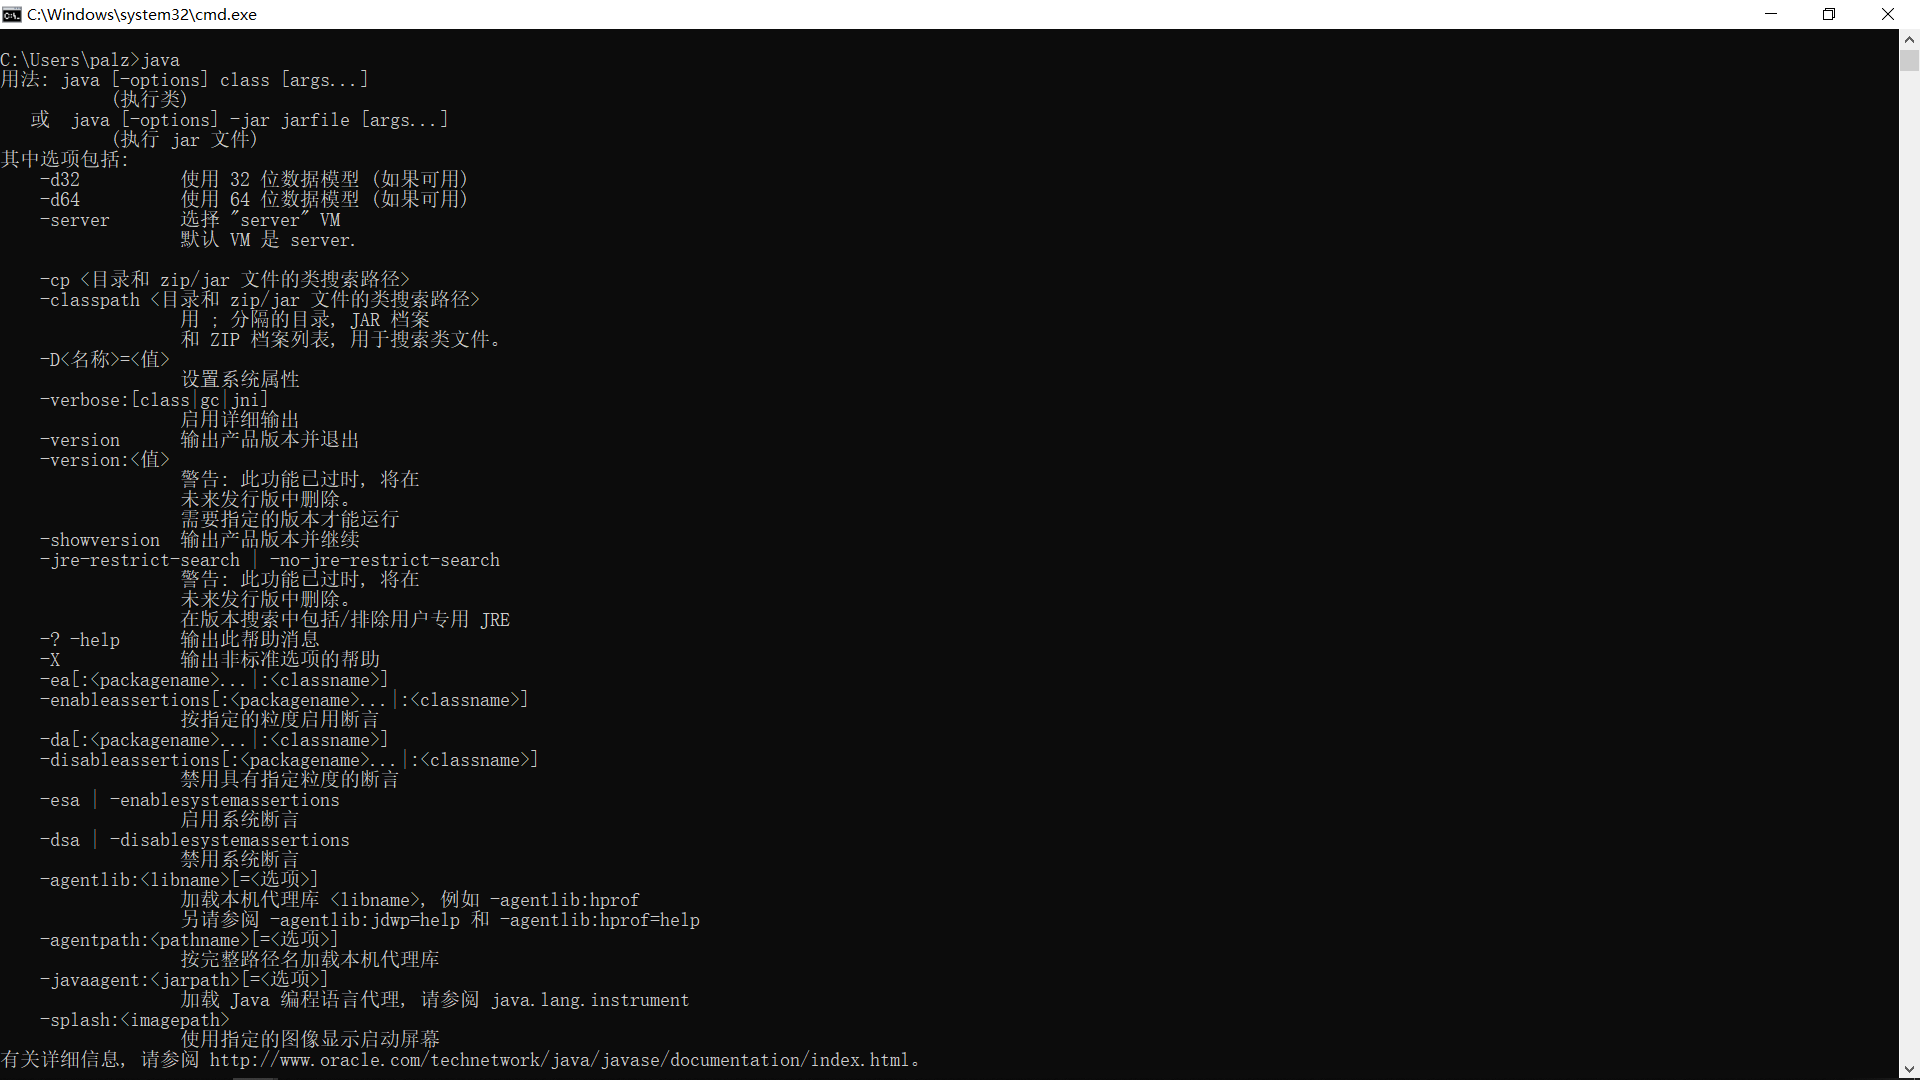 C:\Windows\system32\cmd.exe
C:\Users\palz>java
用法: java [-options] class [args...]
(执行类)
或  java [-options] -jar jarfile [args...]
(执行 jar 文件)
其中选项包括:
-d32 使用 32 位数据模型 (如果可用)
-d64 使用 64 位数据模型 (如果可用)
-server 选择 "server" VM
默认 VM 是 server.
-cp <目录和 zip/jar 文件的类搜索路径>
-classpath <目录和 zip/jar 文件的类搜索路径>
用 ; 分隔的目录, JAR 档案
和 ZIP 档案列表, 用于搜索类文件。
-D<名称>=<值>
设置系统属性
-verbose:[class|gc|jni]
启用详细输出
-version 输出产品版本并退出
-version:<值>
警告: 此功能已过时, 将在
未来发行版中删除。
需要指定的版本才能运行
-showversion 输出产品版本并继续
-jre-restrict-search | -no-jre-restrict-search
警告: 此功能已过时, 将在
未来发行版中删除。
在版本搜索中包括/排除用户专用 JRE
-? -help 输出此帮助消息
-X 输出非标准选项的帮助
-ea[:<packagename>...|:<classname>]
-enableassertions[:<packagename>...|:<classname>]
按指定的粒度启用断言
-da[:<packagename>...|:<classname>]
-disableassertions[:<packagename>...|:<classname>]
禁用具有指定粒度的断言
-esa | -enablesystemassertions
启用系统断言
-dsa | -disablesystemassertions
禁用系统断言
-agentlib:<libname>[=<选项>]
加载本机代理库 <libname>, 例如 -agentlib:hprof
另请参阅 -agentlib:jdwp=help 和 -agentlib:hprof=help
-agentpath:<pathname>[=<选项>]
按完整路径名加载本机代理库
-javaagent:<jarpath>[=<选项>]
加载 Java 编程语言代理, 请参阅 java.lang.instrument
-splash:<imagepath>
使用指定的图像显示启动屏幕
有关详细信息, 请参阅 http://www.oracle.com/technetwork/java/javase/documentation/index.html。